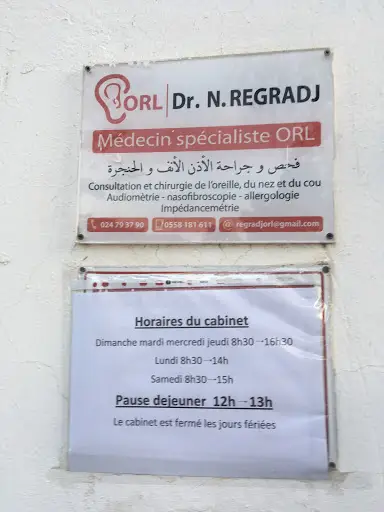 ORL Dr. N. REGRADJ
Médecin spécialiste ORL
فحص و جراحة الأذن الأنف و الحنجرة
Consultation et chirurgie de l'oreille, du nez et du cou
Audiométrie - nasofibroscopie - allergologie
Impédancemétrie
024 79 37 90 0558 181 611 @ regradjorl@gmail.com
Horaires du cabinet
Dimanche mardi mercredi jeudi 8h30→16h30
Lundi 8h30→14h
Samedi 8h30→15h
Pause dejeuner 12h→13h
Le cabinet est fermé les jours fériées